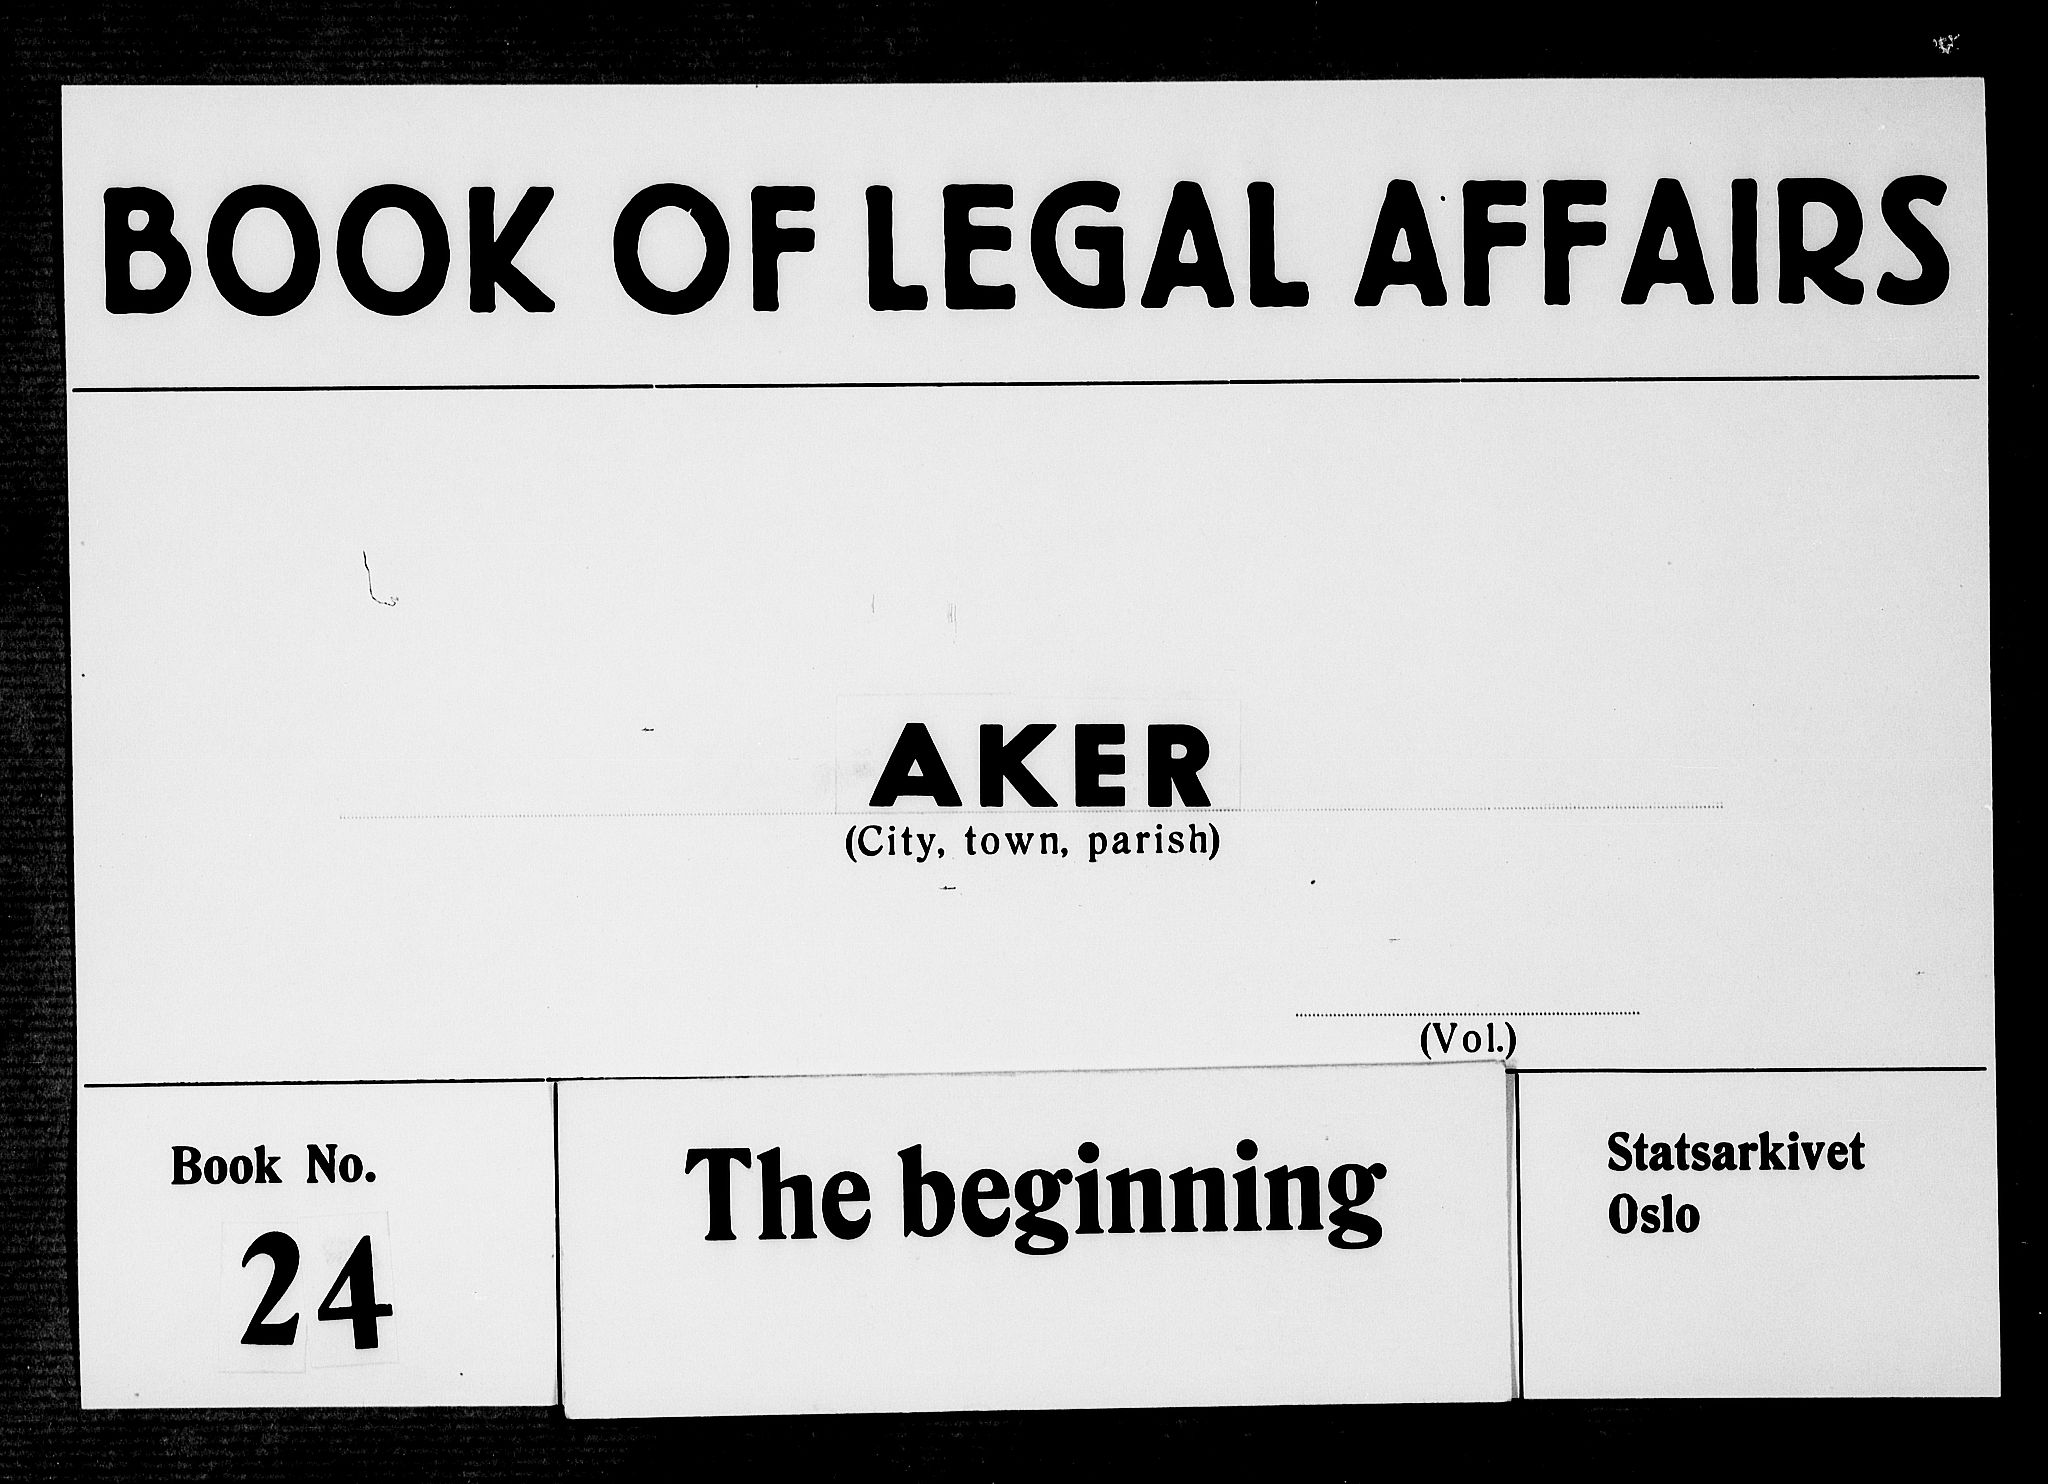 BOOK OF LEGAL AFFAIRS
AKER
(City, town, parish)
(Vol.)
Book No.
24
The beginning
Statsarkivet
Oslo